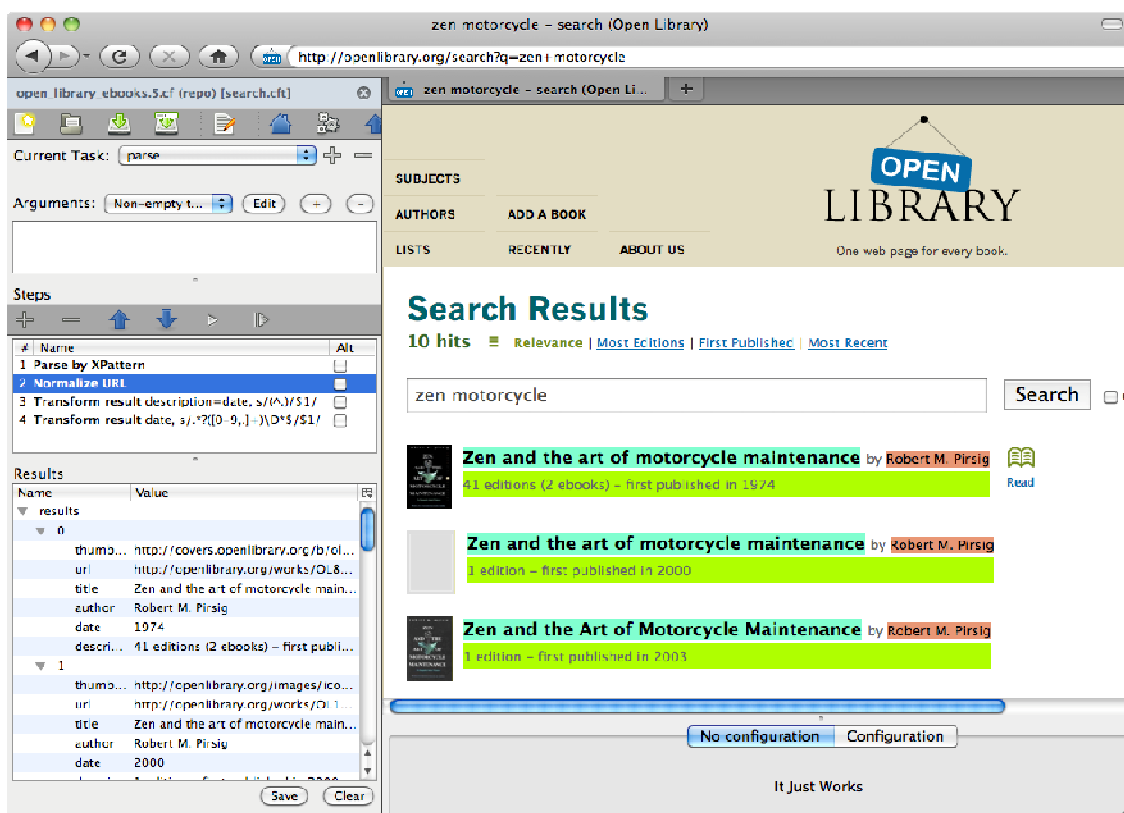 zen motorcycle – search (Open Library)
http://openlibrary.org/search?q=zen+motorcycle
open_library_ebooks.5.cf (repo) [search.cft]
zen motorcycle – search (Open Li...
Current Task: parse
Arguments: Non-empty t... Edit
Steps
# Name Alt
1 Parse by XPattern
2 Normalize URL
3 Transform result description=date, s/(^.)/$1/
4 Transform result date, s/.*?([0-9,.]+)\D*$/$1/
Results
Name Value
results
0
thumb... http://covers.openlibrary.org/b/ol...
url http://openlibrary.org/works/OL8...
title Zen and the art of motorcycle main...
author Robert M. Pirsig
date 1974
descri... 41 editions (2 ebooks) – first publi...
1
thumb... http://openlibrary.org/images/ico...
url http://openlibrary.org/works/OL1...
title Zen and the art of motorcycle main...
author Robert M. Pirsig
date 2000
Save Clear
SUBJECTS
AUTHORS ADD A BOOK
LISTS RECENTLY ABOUT US
OPEN
LIBRARY
One web page for every book.
Search Results
10 hits Relevance | Most Editions | First Published | Most Recent
zen motorcycle Search
Zen and the art of motorcycle maintenance by Robert M. Pirsig
41 editions (2 ebooks) – first published in 1974
Read
Zen and the art of motorcycle maintenance by Robert M. Pirsig
1 edition – first published in 2000
Zen and the Art of Motorcycle Maintenance by Robert M. Pirsig
1 edition – first published in 2003
No configuration Configuration
It Just Works